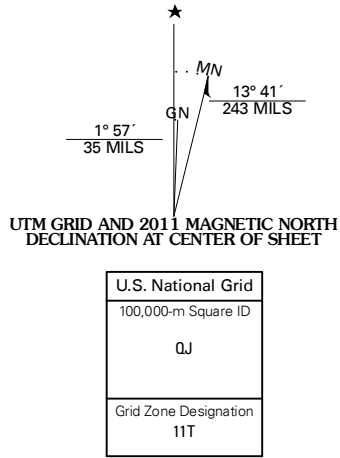 ★
MN
GN
13° 41´
243 MILS
1° 57´
35 MILS
UTM GRID AND 2011 MAGNETIC NORTH
DECLINATION AT CENTER OF SHEET
U.S. National Grid
100,000-m Square ID
QJ
Grid Zone Designation
11T